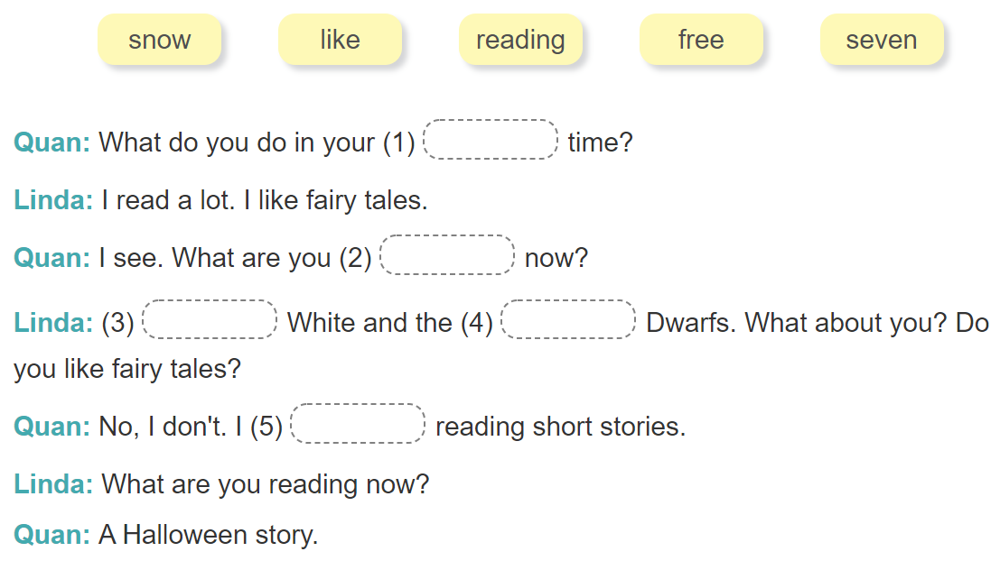 snow like reading free seven
Quan: What do you do in your (1) time?
Linda: I read a lot. I like fairy tales.
Quan: I see. What are you (2) now?
Linda: (3) White and the (4) Dwarfs. What about you? Do
you like fairy tales?
Quan: No, I don't. I (5) reading short stories.
Linda: What are you reading now?
Quan: A Halloween story.